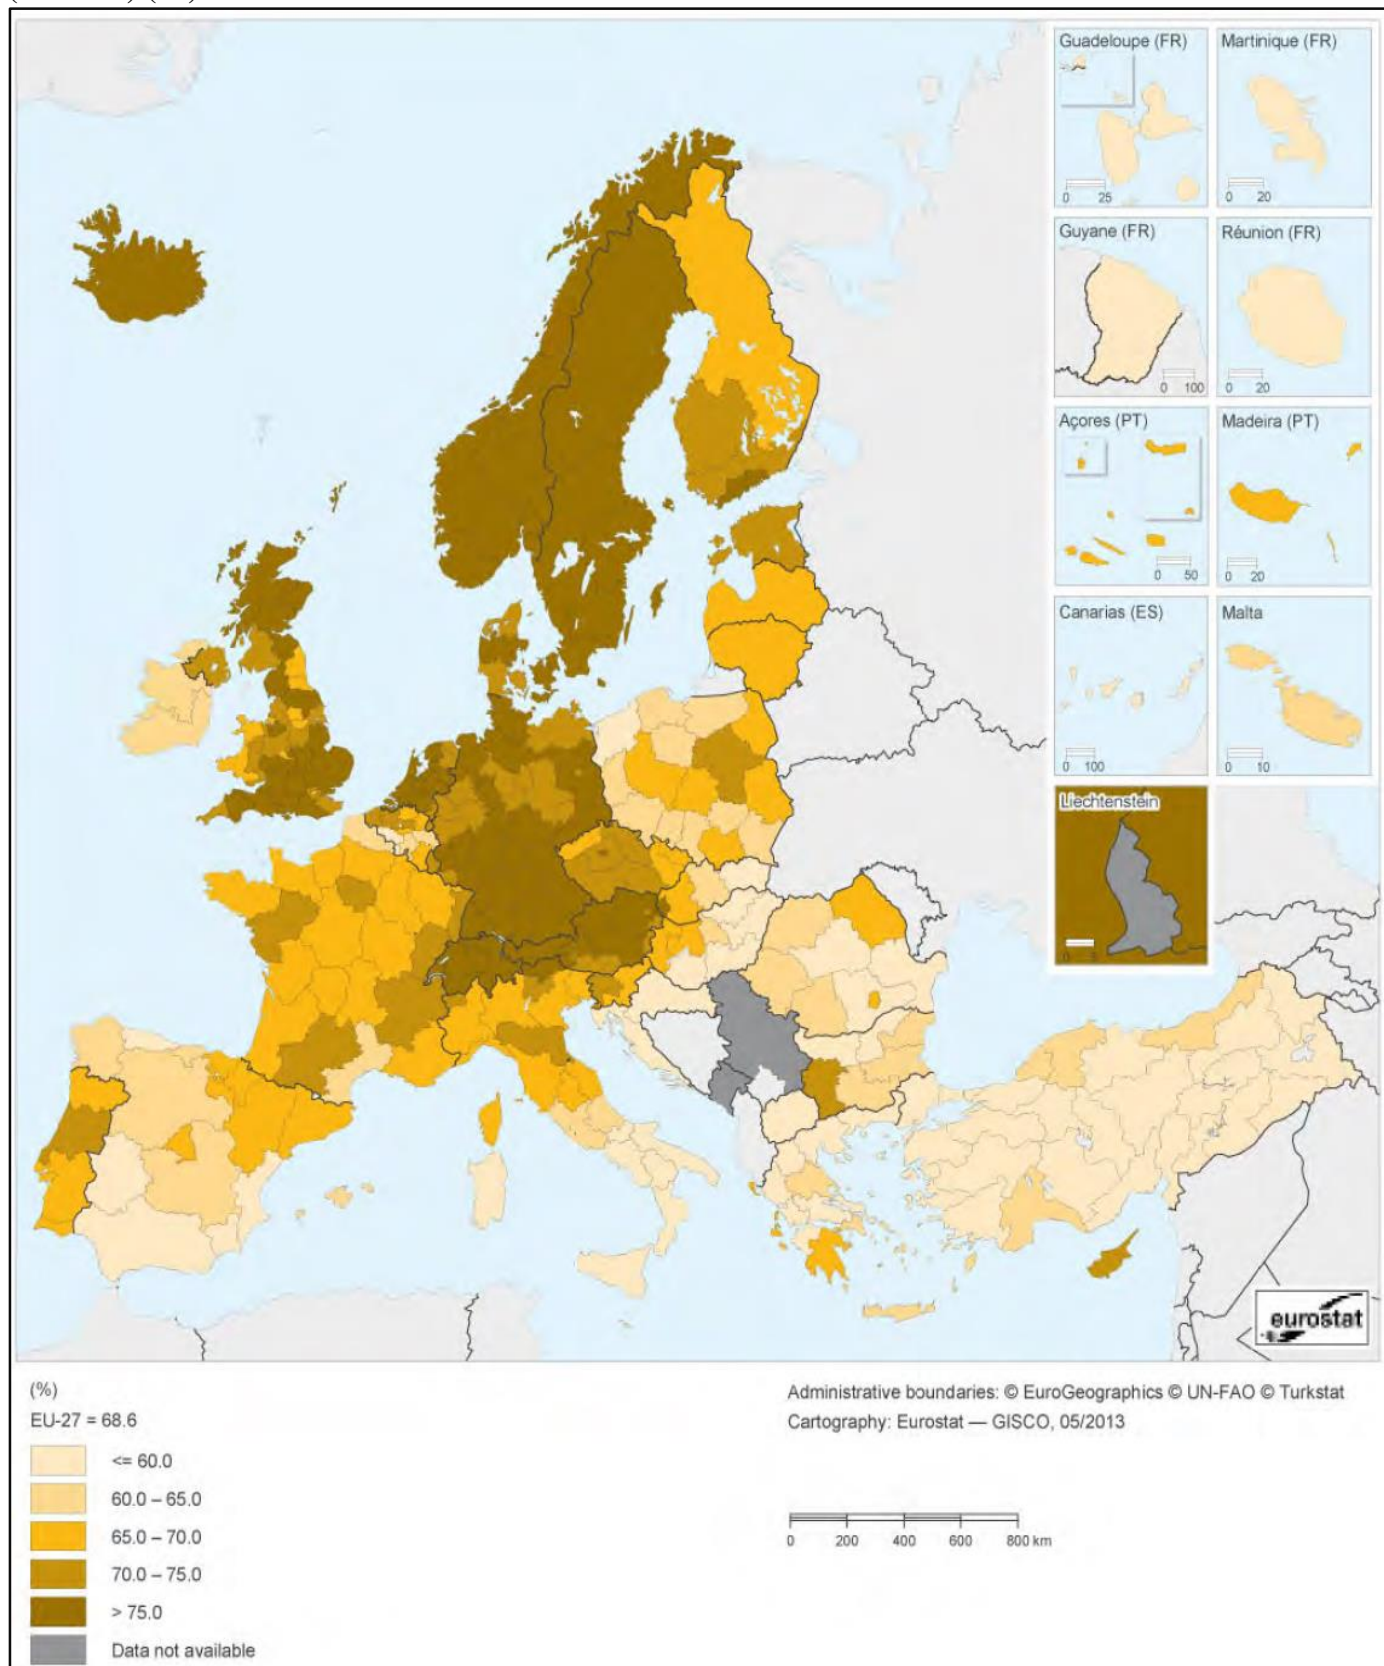 Guadeloupe (FR)
0 25
Martinique (FR)
0 20
Guyane (FR)
0 100
Réunion (FR)
0 20
Açores (PT)
0 50
Madeira (PT)
0 20
Canarias (ES)
0 100
Malta
0 10
Liechtenstein
eurostat
(%)
EU-27 = 68.6
<= 60.0
60.0 – 65.0
65.0 – 70.0
70.0 – 75.0
> 75.0
Data not available
Administrative boundaries: © EuroGeographics © UN-FAO © Turkstat
Cartography: Eurostat — GISCO, 05/2013
0 200 400 600 800 km